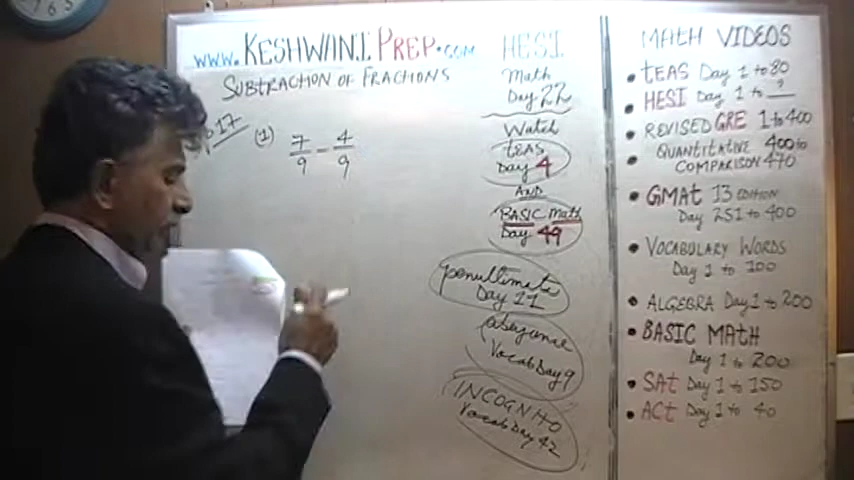 www.KESHWANIPREP.COM
SUBTRACTION OF FRACTIONS
17
(1) 7/9 - 4/9
HESI
Math
Day 22
Watch
TEAS
Day 4
AND
BASIC Math
Day 49
penultimate
Day 11
abeyance
Vocab Day 9
INCOGNITO
Vocab Day 42
MATH VIDEOS
• TEAS Day 1 to 80
• HESI Day 1 to ?
• REVISED GRE 1 to 400
• QUANTITATIVE 400 to
COMPARISON 470
• GMAT 13 EDITION
Day 251 to 400
• VOCABULARY WORDS
Day 1 to 100
• ALGEBRA Day 1 to 200
• BASIC MATH
Day 1 to 200
• SAT Day 1 to 150
• ACT Day 1 to 40